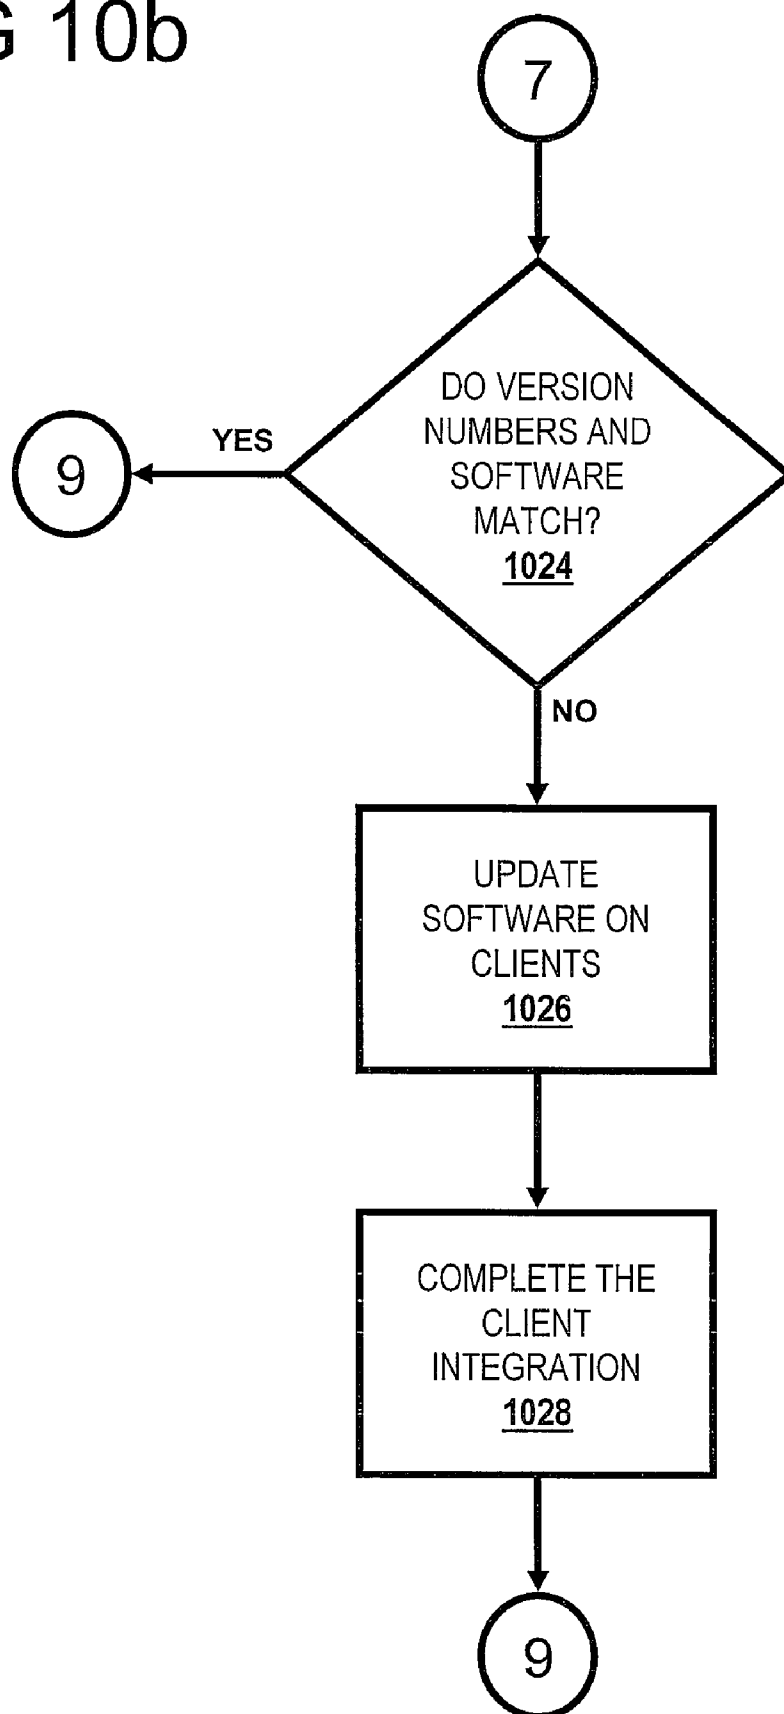 G 10b
7
DO VERSION
NUMBERS AND
SOFTWARE
MATCH?
1024
YES
9
NO
UPDATE
SOFTWARE ON
CLIENTS
1026
COMPLETE THE
CLIENT
INTEGRATION
1028
9